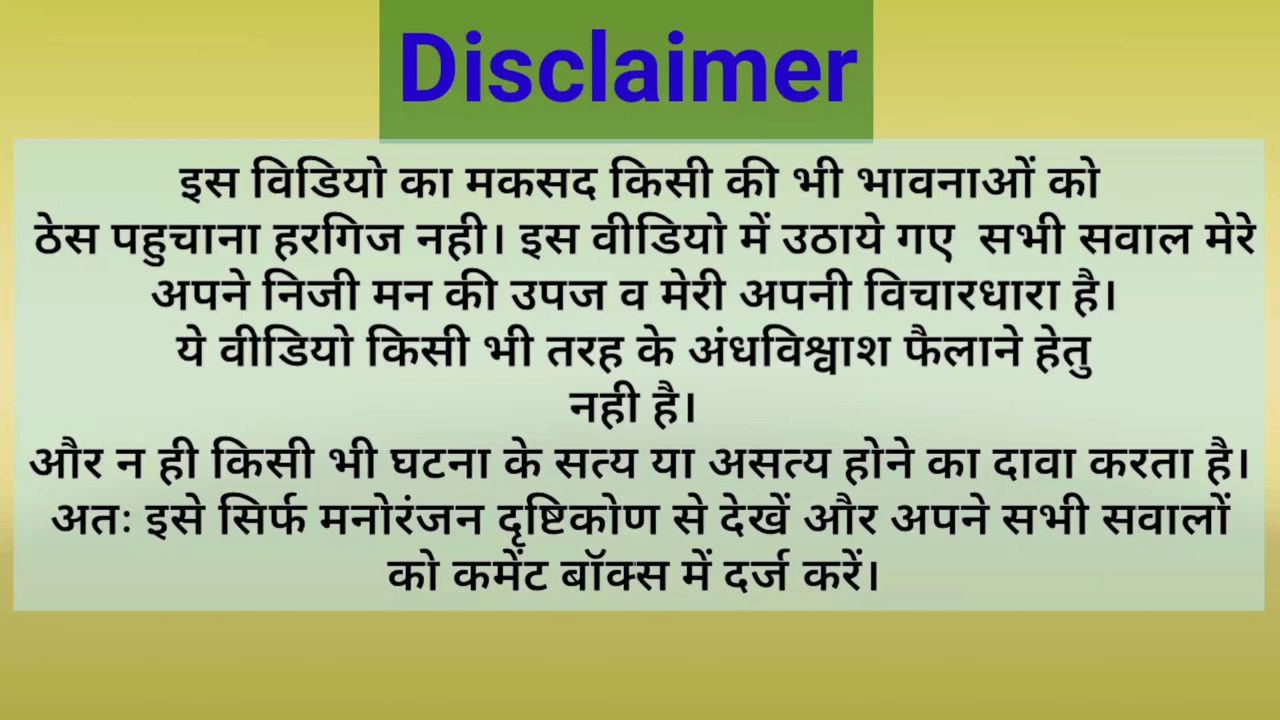 Disclaimer
इस विडियो का मकसद किसी की भी भावनाओं को
ठेस पहुचाना हरगिज नही। इस वीडियो में उठाये गए सभी सवाल मेरे
अपने निजी मन की उपज व मेरी अपनी विचारधारा है।
ये वीडियो किसी भी तरह के अंधविश्वाश फैलाने हेतु
नही है।
और न ही किसी भी घटना के सत्य या असत्य होने का दावा करता है।
अतः इसे सिर्फ मनोरंजन दृष्टिकोण से देखें और अपने सभी सवालों
को कमेंट बॉक्स में दर्ज करें।